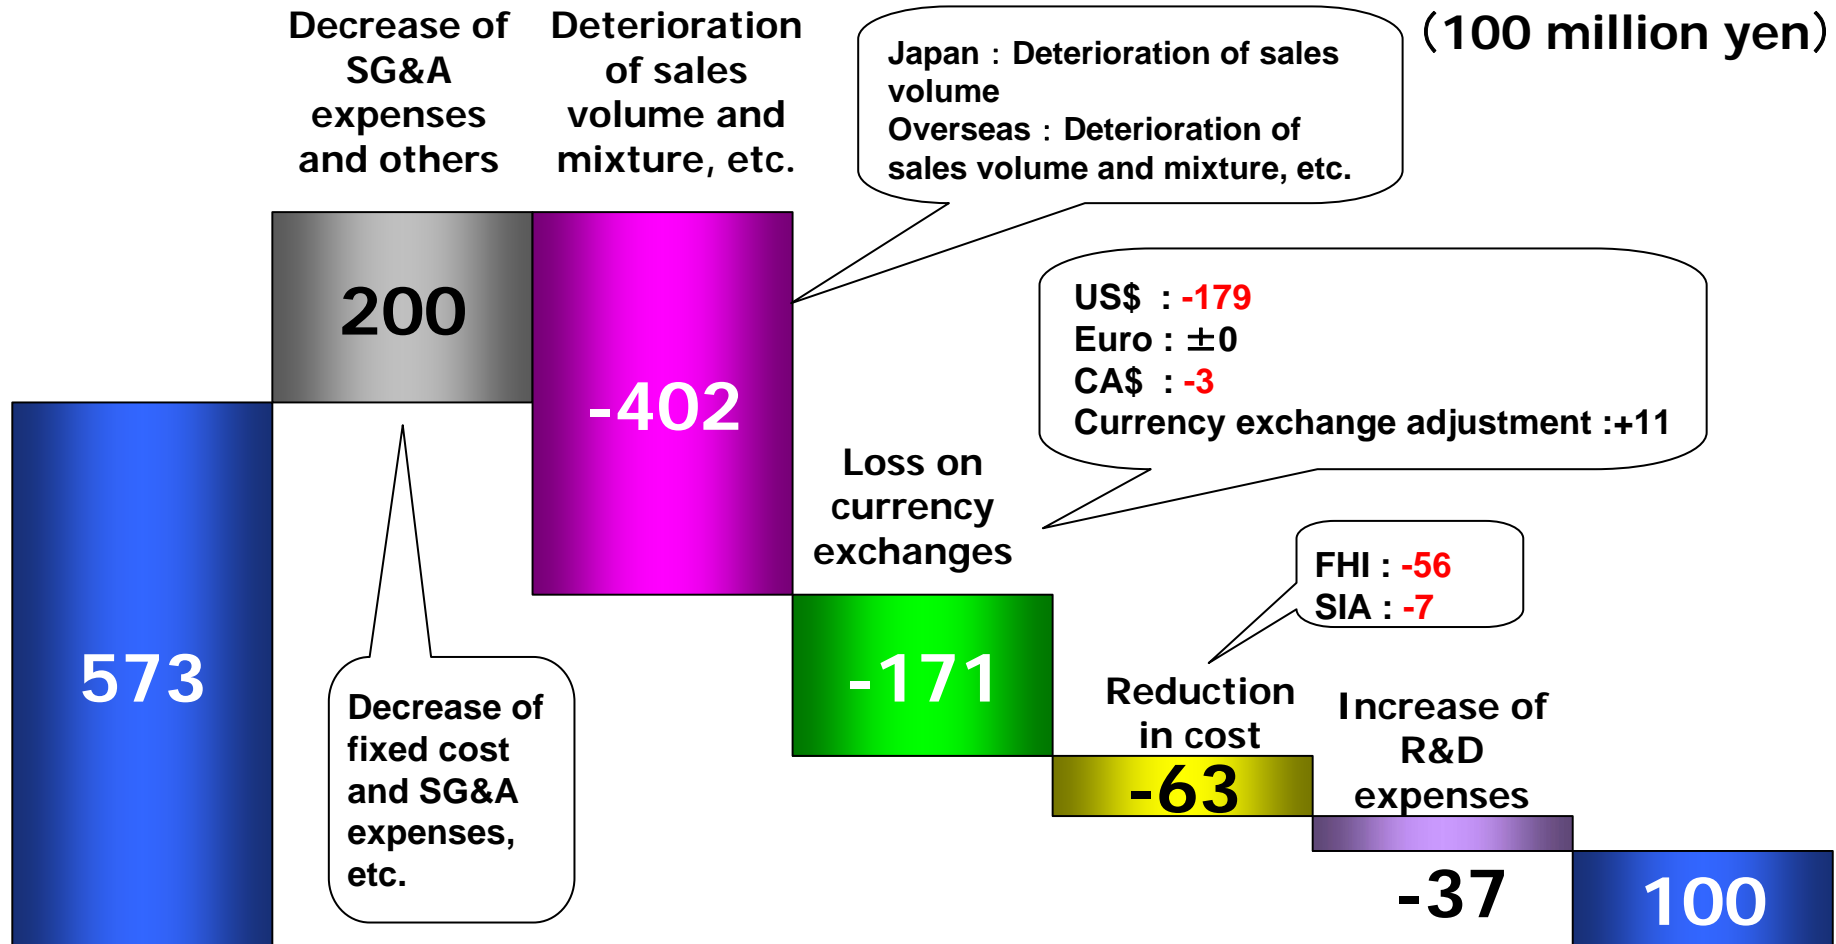 (100 million yen)
Decrease of
SG&A
expenses
and others
Deterioration
of sales
volume and
mixture, etc.
Japan : Deterioration of sales
volume
Overseas : Deterioration of
sales volume and mixture, etc.
200
-402
US$ : -179
Euro : ±0
CA$ : -3
Currency exchange adjustment :+11
Loss on
currency
exchanges
FHI : -56
SIA : -7
573
-171
Decrease of
fixed cost
and SG&A
expenses,
etc.
Reduction
in cost
-63
Increase of
R&D
expenses
-37
100